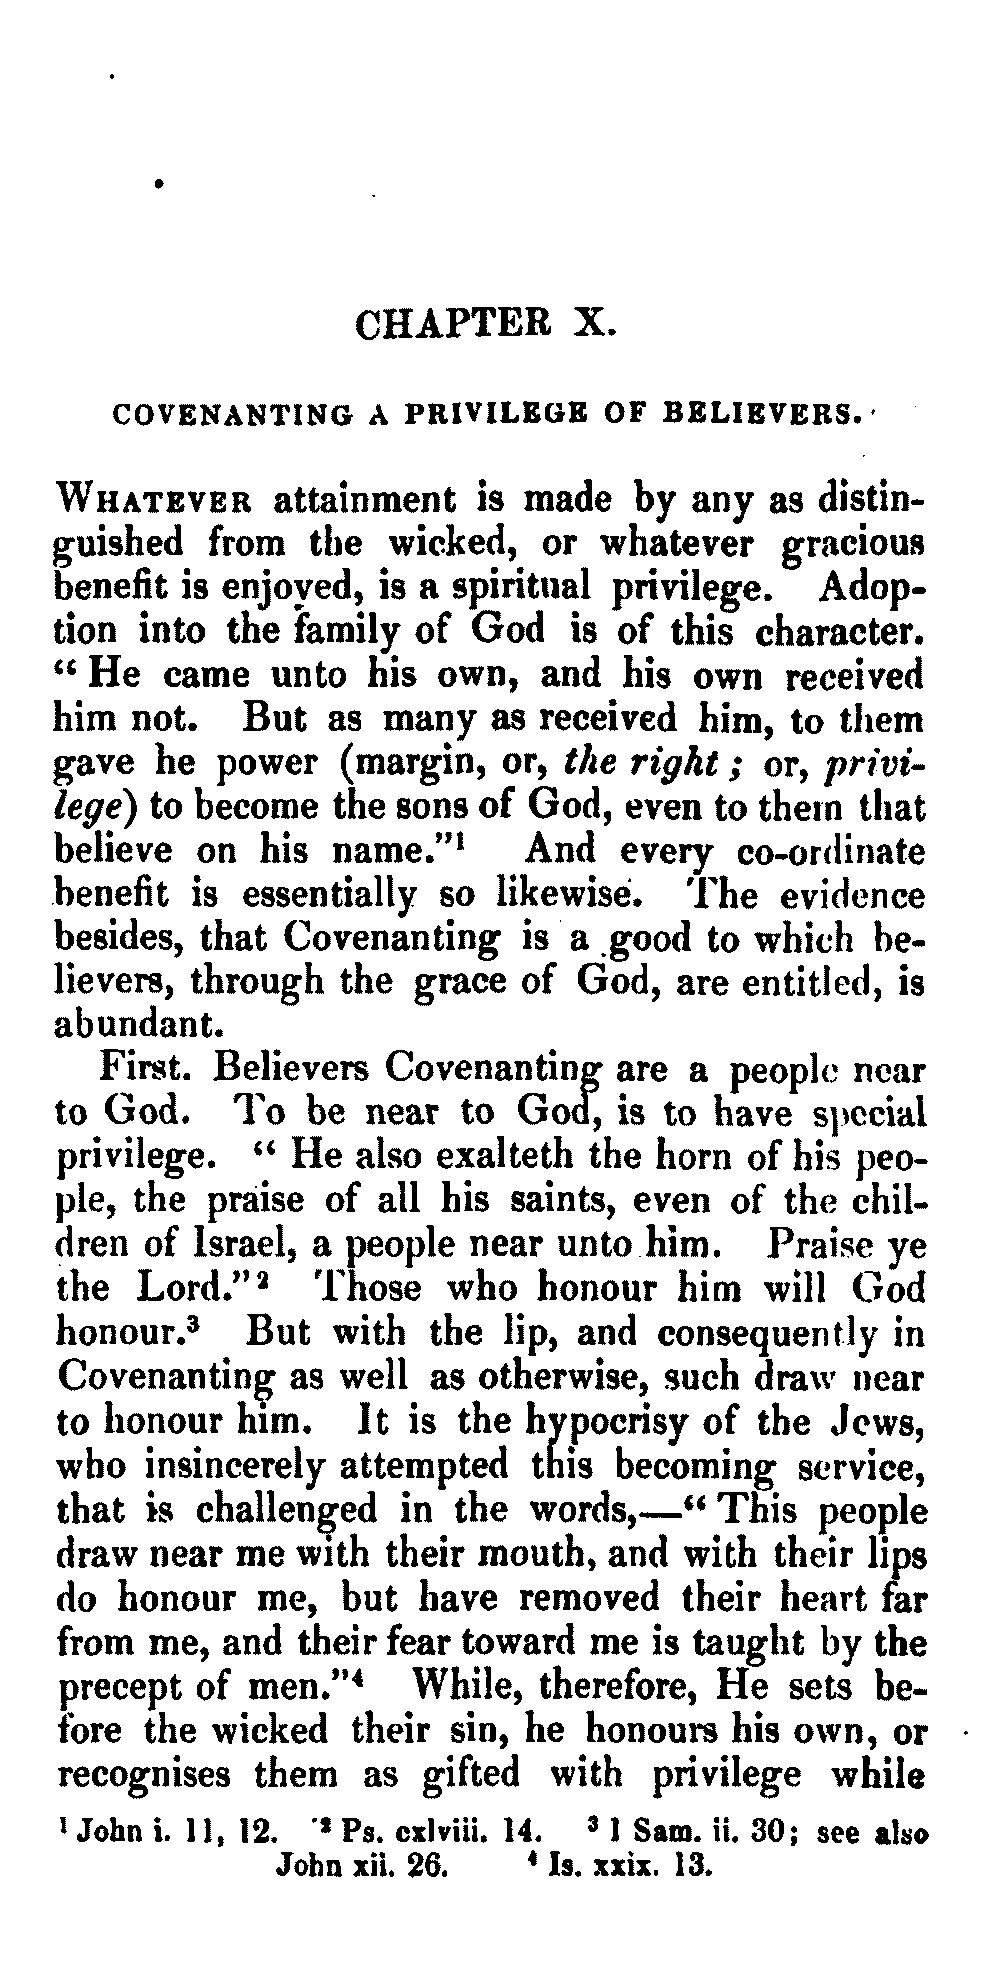 CHAPTER X.
COVENANTING A PRIVILEGE OF BELIEVERS.
WHATEVER attainment is made by any as distin-
guished from the wicked, or whatever gracious
benefit is enjoyed, is a spiritual privilege. Adop-
tion into the family of God is of this character.
“ He came unto his own, and his own received
him not. But as many as received him, to them
gave he power (margin, or, the right ; or, privi-
lege) to become the sons of God, even to them that
believe on his name.”¹ And every co-ordinate
benefit is essentially so likewise. The evidence
besides, that Covenanting is a good to which be-
lievers, through the grace of God, are entitled, is
abundant.
First. Believers Covenanting are a people near
to God. To be near to God, is to have special
privilege. “ He also exalteth the horn of his peo-
ple, the praise of all his saints, even of the chil-
dren of Israel, a people near unto him. Praise ye
the Lord.”² Those who honour him will God
honour.³ But with the lip, and consequently in
Covenanting as well as otherwise, such draw near
to honour him. It is the hypocrisy of the Jews,
who insincerely attempted this becoming service,
that is challenged in the words,—“ This people
draw near me with their mouth, and with their lips
do honour me, but have removed their heart far
from me, and their fear toward me is taught by the
precept of men.”⁴ While, therefore, He sets be-
fore the wicked their sin, he honours his own, or
recognises them as gifted with privilege while
¹ John i. 11, 12. ² Ps. cxlviii. 14. ³ 1 Sam. ii. 30; see also
John xii. 26. ⁴ Is. xxix. 13.